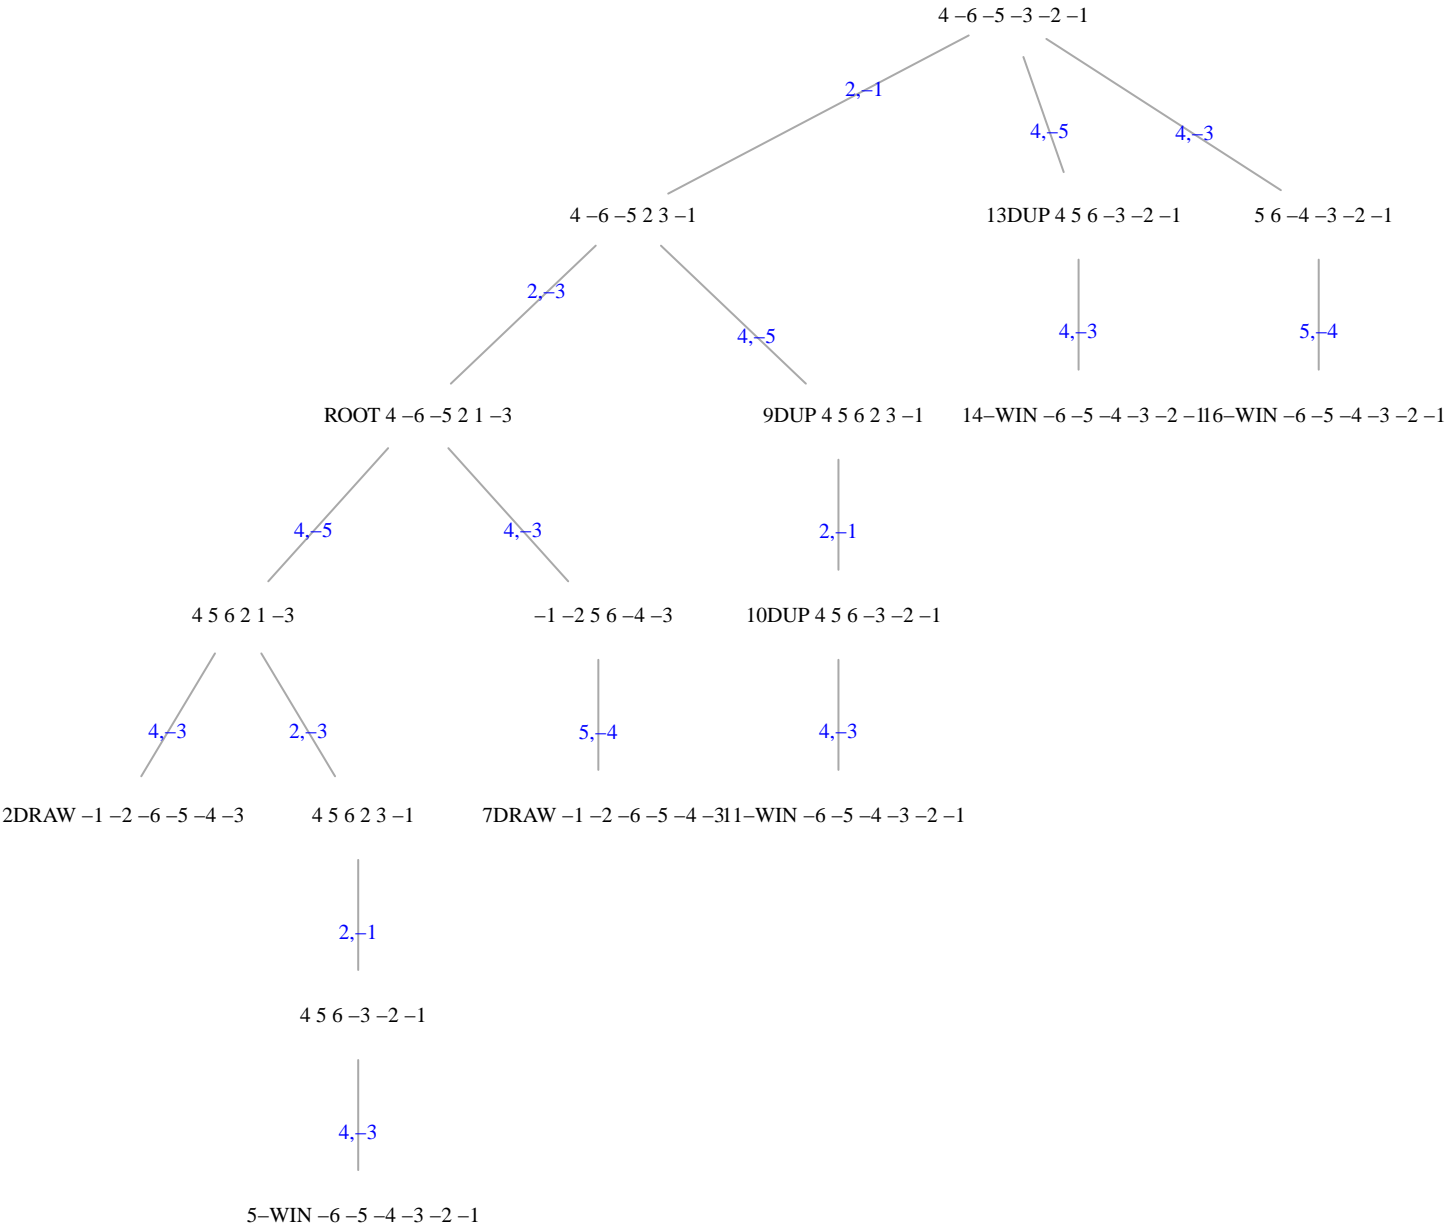 4 –6 –5 –3 –2 –1
2,–1
4,–5
4,–3
4 –6 –5 2 3 –1
13DUP 4 5 6 –3 –2 –1
5 6 –4 –3 –2 –1
2,–3
4,–5
4,–3
5,–4
ROOT 4 –6 –5 2 1 –3
9DUP 4 5 6 2 3 –1
14–WIN –6 –5 –4 –3 –2 –1
16–WIN –6 –5 –4 –3 –2 –1
4,–5
4,–3
2,–1
4 5 6 2 1 –3
–1 –2 5 6 –4 –3
10DUP 4 5 6 –3 –2 –1
4,–3
2,–3
5,–4
4,–3
2DRAW –1 –2 –6 –5 –4 –3
4 5 6 2 3 –1
7DRAW –1 –2 –6 –5 –4 –3
11–WIN –6 –5 –4 –3 –2 –1
2,–1
4 5 6 –3 –2 –1
4,–3
5–WIN –6 –5 –4 –3 –2 –1